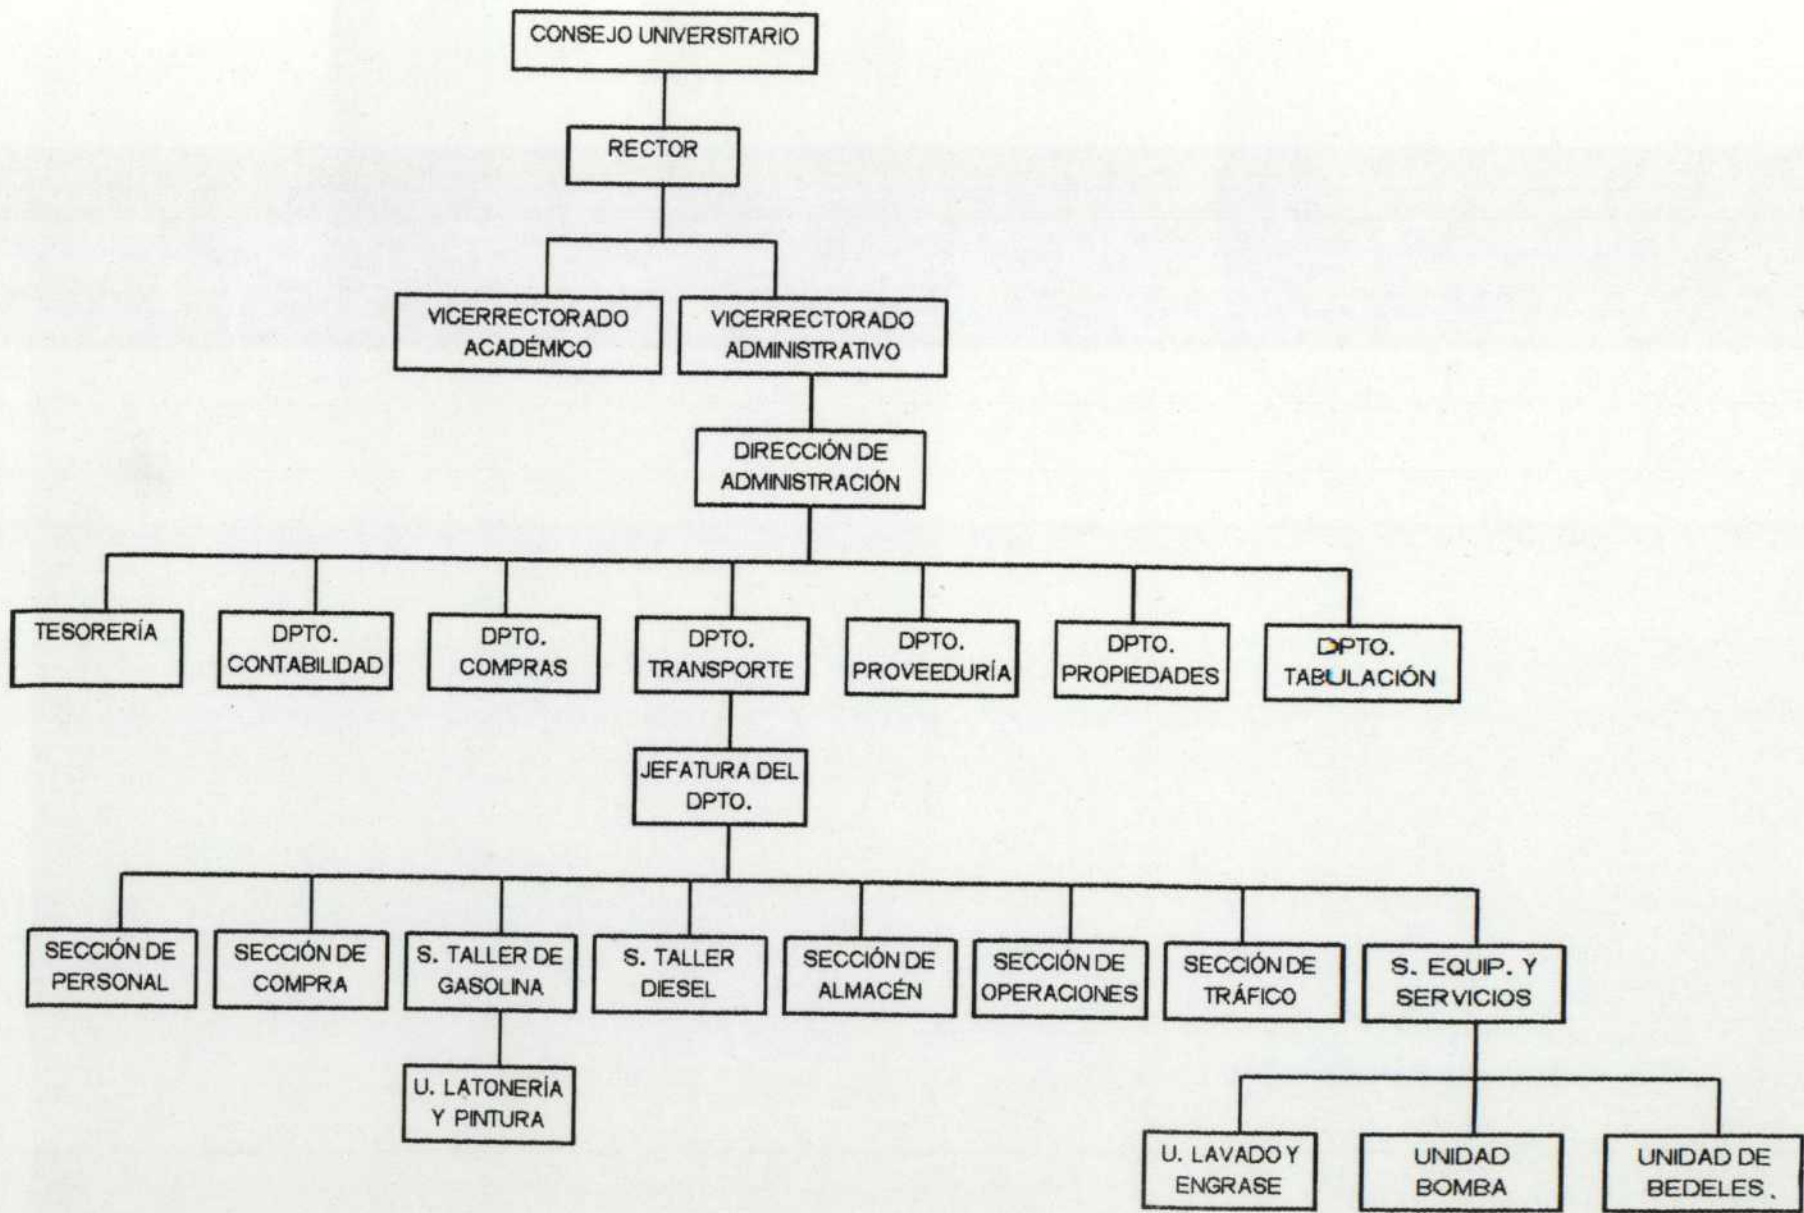 CONSEJO UNIVERSITARIO
RECTOR
VICERRECTORADO
ACADÉMICO
VICERRECTORADO
ADMINISTRATIVO
DIRECCIÓN DE
ADMINISTRACIÓN
TESORERÍA
DPTO.
CONTABILIDAD
DPTO.
COMPRAS
DPTO.
TRANSPORTE
DPTO.
PROVEEDURÍA
DPTO.
PROPIEDADES
DPTO.
TABULACIÓN
JEFATURA DEL
DPTO.
SECCIÓN DE
PERSONAL
SECCIÓN DE
COMPRA
S. TALLER DE
GASOLINA
S. TALLER
DIESEL
SECCIÓN DE
ALMACÉN
SECCIÓN DE
OPERACIONES
SECCIÓN DE
TRÁFICO
S. EQUIP. Y
SERVICIOS
U. LATONERÍA
Y PINTURA
U. LAVADO Y
ENGRASE
UNIDAD
BOMBA
UNIDAD DE
BEDELES.